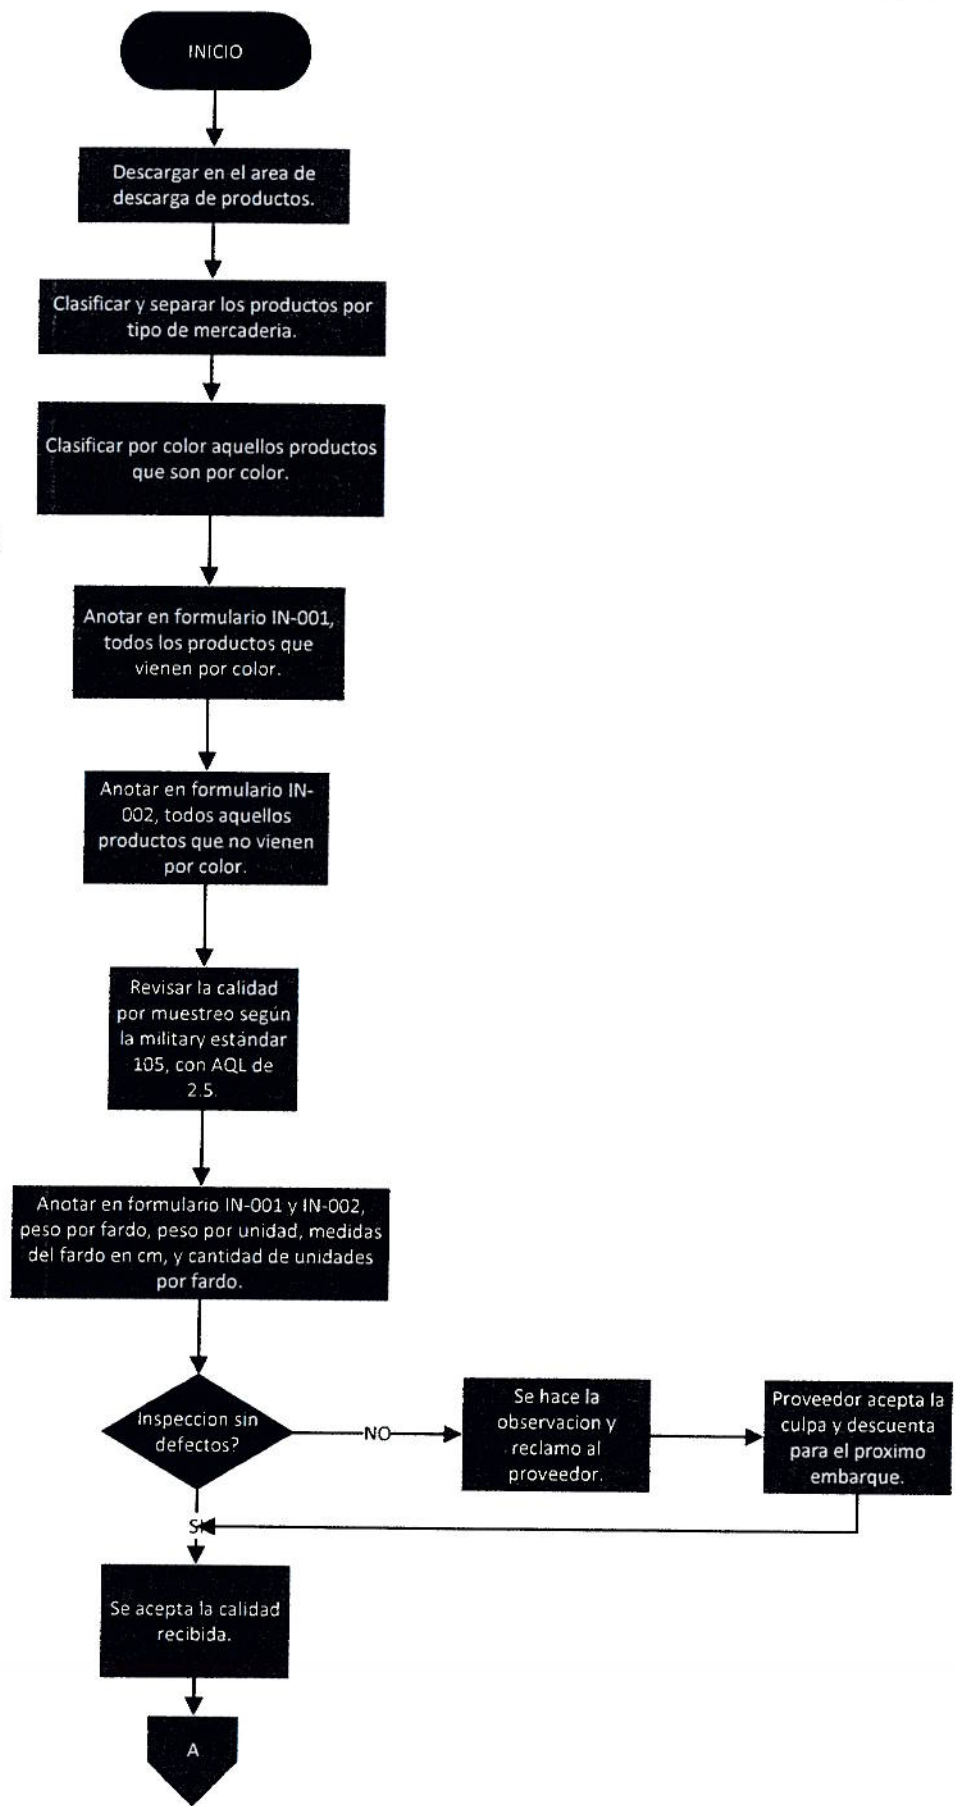 INICIO
Descargar en el area de
descarga de productos.
Clasificar y separar los productos por
tipo de mercaderia.
Clasificar por color aquellos productos
que son por color.
Anotar en formulario IN-001,
todos los productos que
vienen por color.
Anotar en formulario IN-
002, todos aquellos
productos que no vienen
por color.
Revisar la calidad
por muestreo según
la military estándar
105, con AQL de
2.5.
Anotar en formulario IN-001 y IN-002,
peso por fardo, peso por unidad, medidas
del fardo en cm, y cantidad de unidades
por fardo.
Inspeccion sin
defectos?
NO
Se hace la
observacion y
reclamo al
proveedor.
Proveedor acepta la
culpa y descuenta
para el proximo
embarque.
SI
Se acepta la calidad
recibida.
A